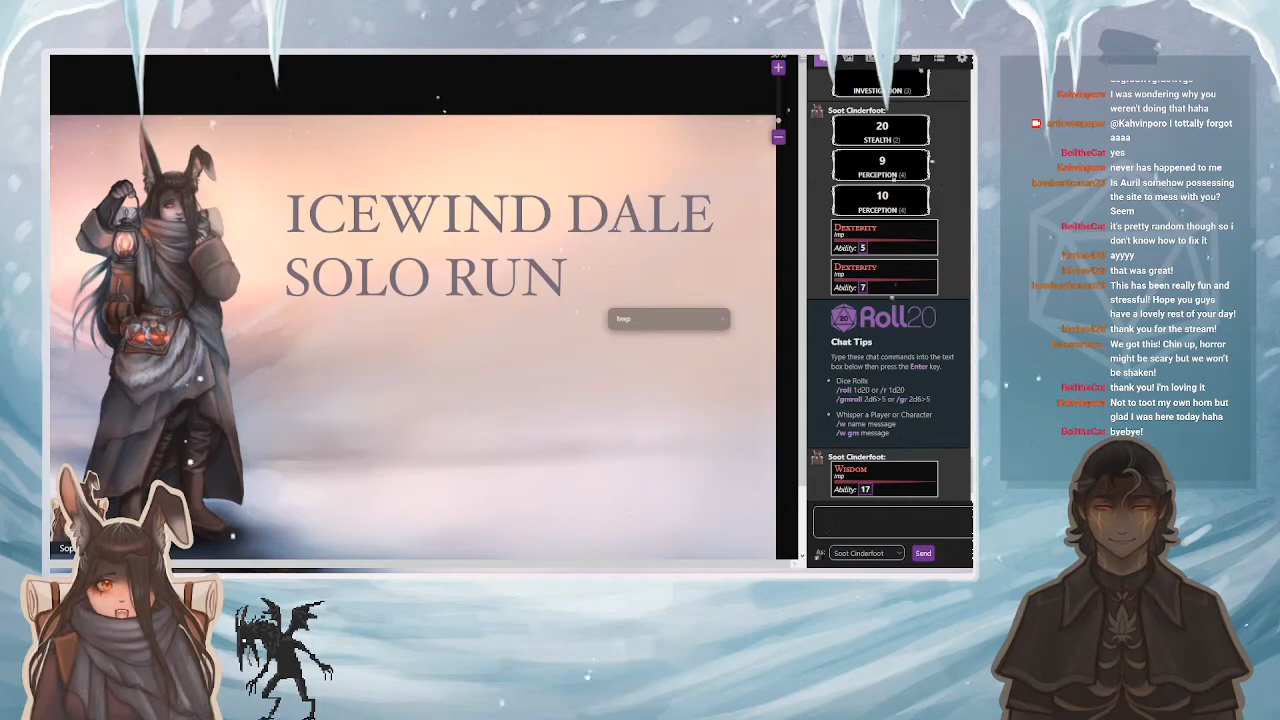 ICEWIND DALE
SOLO RUN
Imp
INVESTIGATION (3)
Soot Cinderfoot:
20
STEALTH (2)
9
PERCEPTION (4)
10
PERCEPTION (4)
DEXTERITY
Imp
Ability: 5
DEXTERITY
Imp
Ability: 7
20 Roll20
Chat Tips
Type these chat commands into the text
box below then press the Enter key.
Dice Rolls
/roll 1d20 or /r 1d20
/gmroll 2d6>5 or /gr 2d6>5
Whisper a Player or Character
/w name message
/w gm message
Soot Cinderfoot:
WISDOM
Imp
Ability: 17
As: Soot Cinderfoot Send
Kahvinporo I was wondering why you
weren't doing that haha
@Kahvinporo I tottally forgot
aaaa
BeiltheCat yes
Kahvinporo never has happened to me
Is Auril somehow possessing
the site to mess with you?
Seem
BeiltheCat it's pretty random though so i
don't know how to fix it
ayyyy
that was great!
This has been really fun and
stressful! Hope you guys
have a lovely rest of your day!
thank you for the stream!
We got this! Chin up, horror
might be scary but we won't
be shaken!
BeiltheCat thank you! i'm loving it
Kahvinporo Not to toot my own horn but
glad I was here today haha
BeiltheCat byebye!